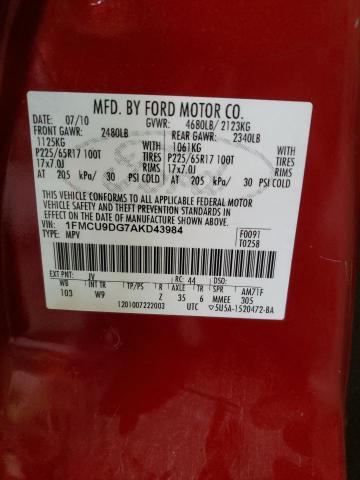 MFD. BY FORD MOTOR CO.
DATE: 07/10 GVWR: 4680LB/ 2123KG
FRONT GAWR: 2480LB REAR GAWR: 2340LB
1125KG 1061KG
P225/65R17 100T TIRES TIRES P225/65R17 100T
17x7.0J RIMS RIMS 17x7.0J
AT 205 kPa/ 30 PSI COLD AT 205 kPa/ 30 PSI COLD
THIS VEHICLE CONFORMS TO ALL APPLICABLE FEDERAL MOTOR
VEHICLE SAFETY AND THEFT PREVENTION STANDARDS IN
EFFECT ON THE DATE OF MANUFACTURE SHOWN ABOVE.
VIN: 1FMCU9DG7AKD43984 F0091
TYPE: MPV T0258
EXT PNT: JV RC: 44 DSO:
WB INT TR TP/PS R AXLE TR SPR AM71F
103 W9 Z 35 6 MMEE 305
1201007222003 UTC ▽5U5A-1520472-BA